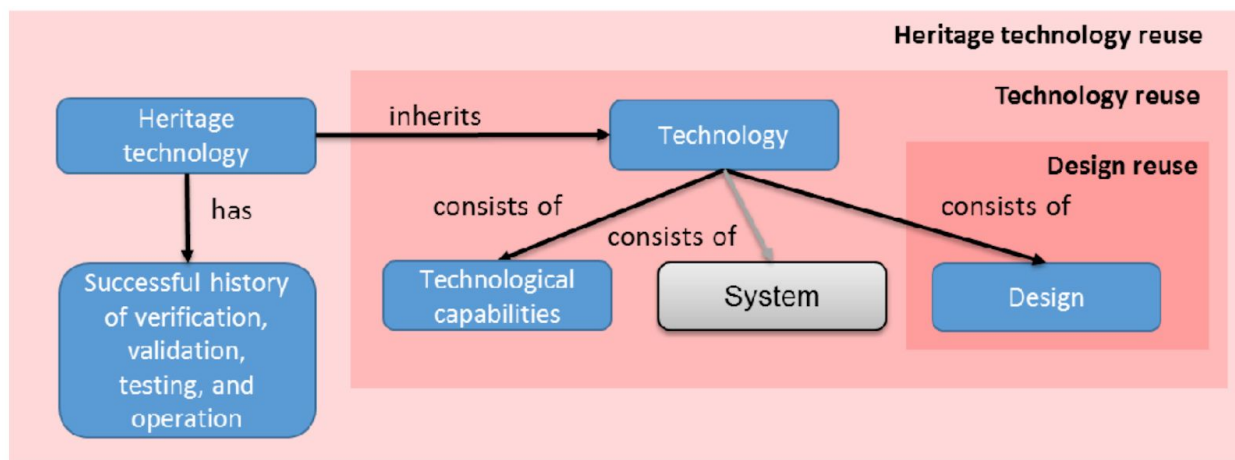 Heritage technology reuse
Technology reuse
Heritage
technology
inherits
Technology
Design reuse
has
consists of
consists of
consists of
Successful history
of verification,
validation,
testing, and
operation
Technological
capabilities
System
Design